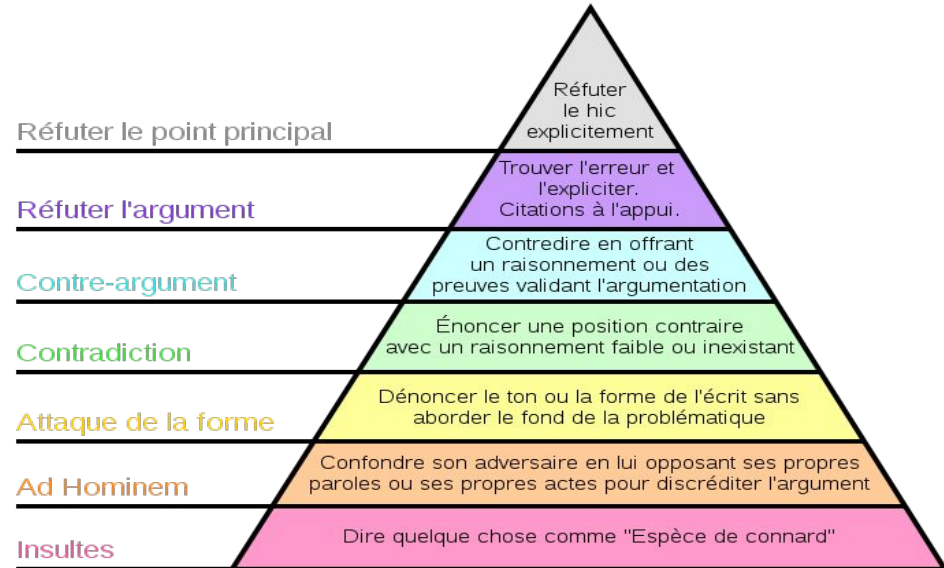 Réfuter
le hic
explicitement
Réfuter le point principal
Trouver l'erreur et
l'expliciter.
Citations à l'appui.
Réfuter l'argument
Contredire en offrant
un raisonnement ou des
preuves validant l'argumentation
Contre-argument
Énoncer une position contraire
avec un raisonnement faible ou inexistant
Contradiction
Dénoncer le ton ou la forme de l'écrit sans
aborder le fond de la problématique
Attaque de la forme
Confondre son adversaire en lui opposant ses propres
paroles ou ses propres actes pour discréditer l'argument
Ad Hominem
Dire quelque chose comme "Espèce de connard"
Insultes